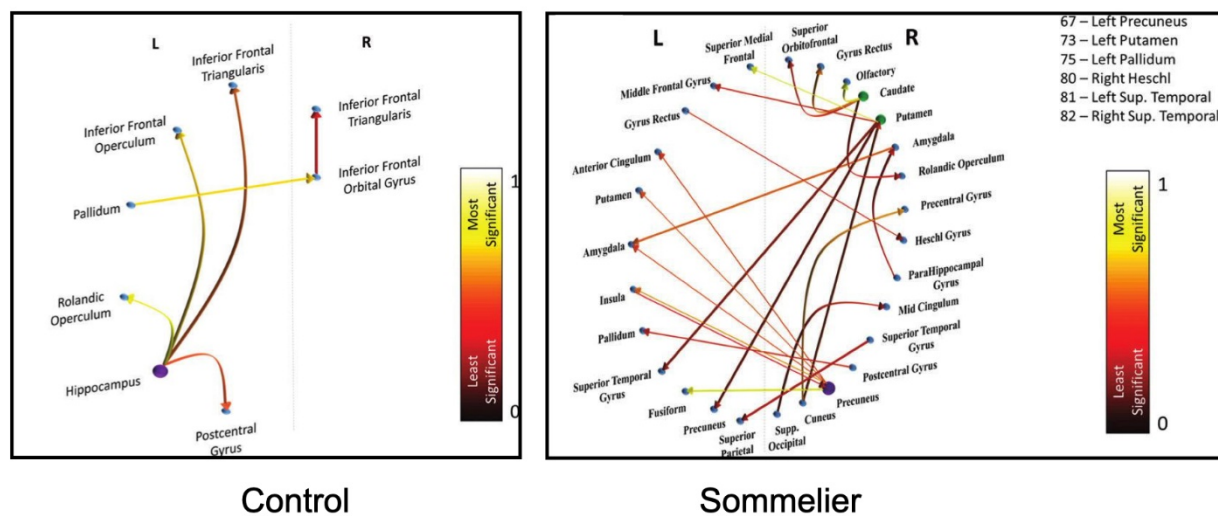 L
R
Inferior Frontal
Triangularis
Inferior Frontal
Triangularis
Inferior Frontal
Operculum
Inferior Frontal
Orbital Gyrus
Pallidum
Rolandic
Operculum
Hippocampus
Postcentral
Gyrus
1
Most
Significant
Least
Significant
0
L
R
Superior Medial
Frontal
Superior
Orbitofrontal
Gyrus Rectus
Olfactory
Caudate
Middle Frontal Gyrus
Putamen
Gyrus Rectus
Amygdala
Anterior Cingulum
Rolandic Operculum
Putamen
Precentral Gyrus
Amygdala
Heschl Gyrus
ParaHippocampal
Gyrus
Insula
Mid Cingulum
Pallidum
Superior Temporal
Gyrus
Superior Temporal
Gyrus
Postcentral Gyrus
Fusiform
Precuneus
Precuneus
Cuneus
Superior
Parietal
Supp.
Occipital
67 – Left Precuneus
73 – Left Putamen
75 – Left Pallidum
80 – Right Heschl
81 – Left Sup. Temporal
82 – Right Sup. Temporal
1
Most
Significant
Least
Significant
0
Control
Sommelier